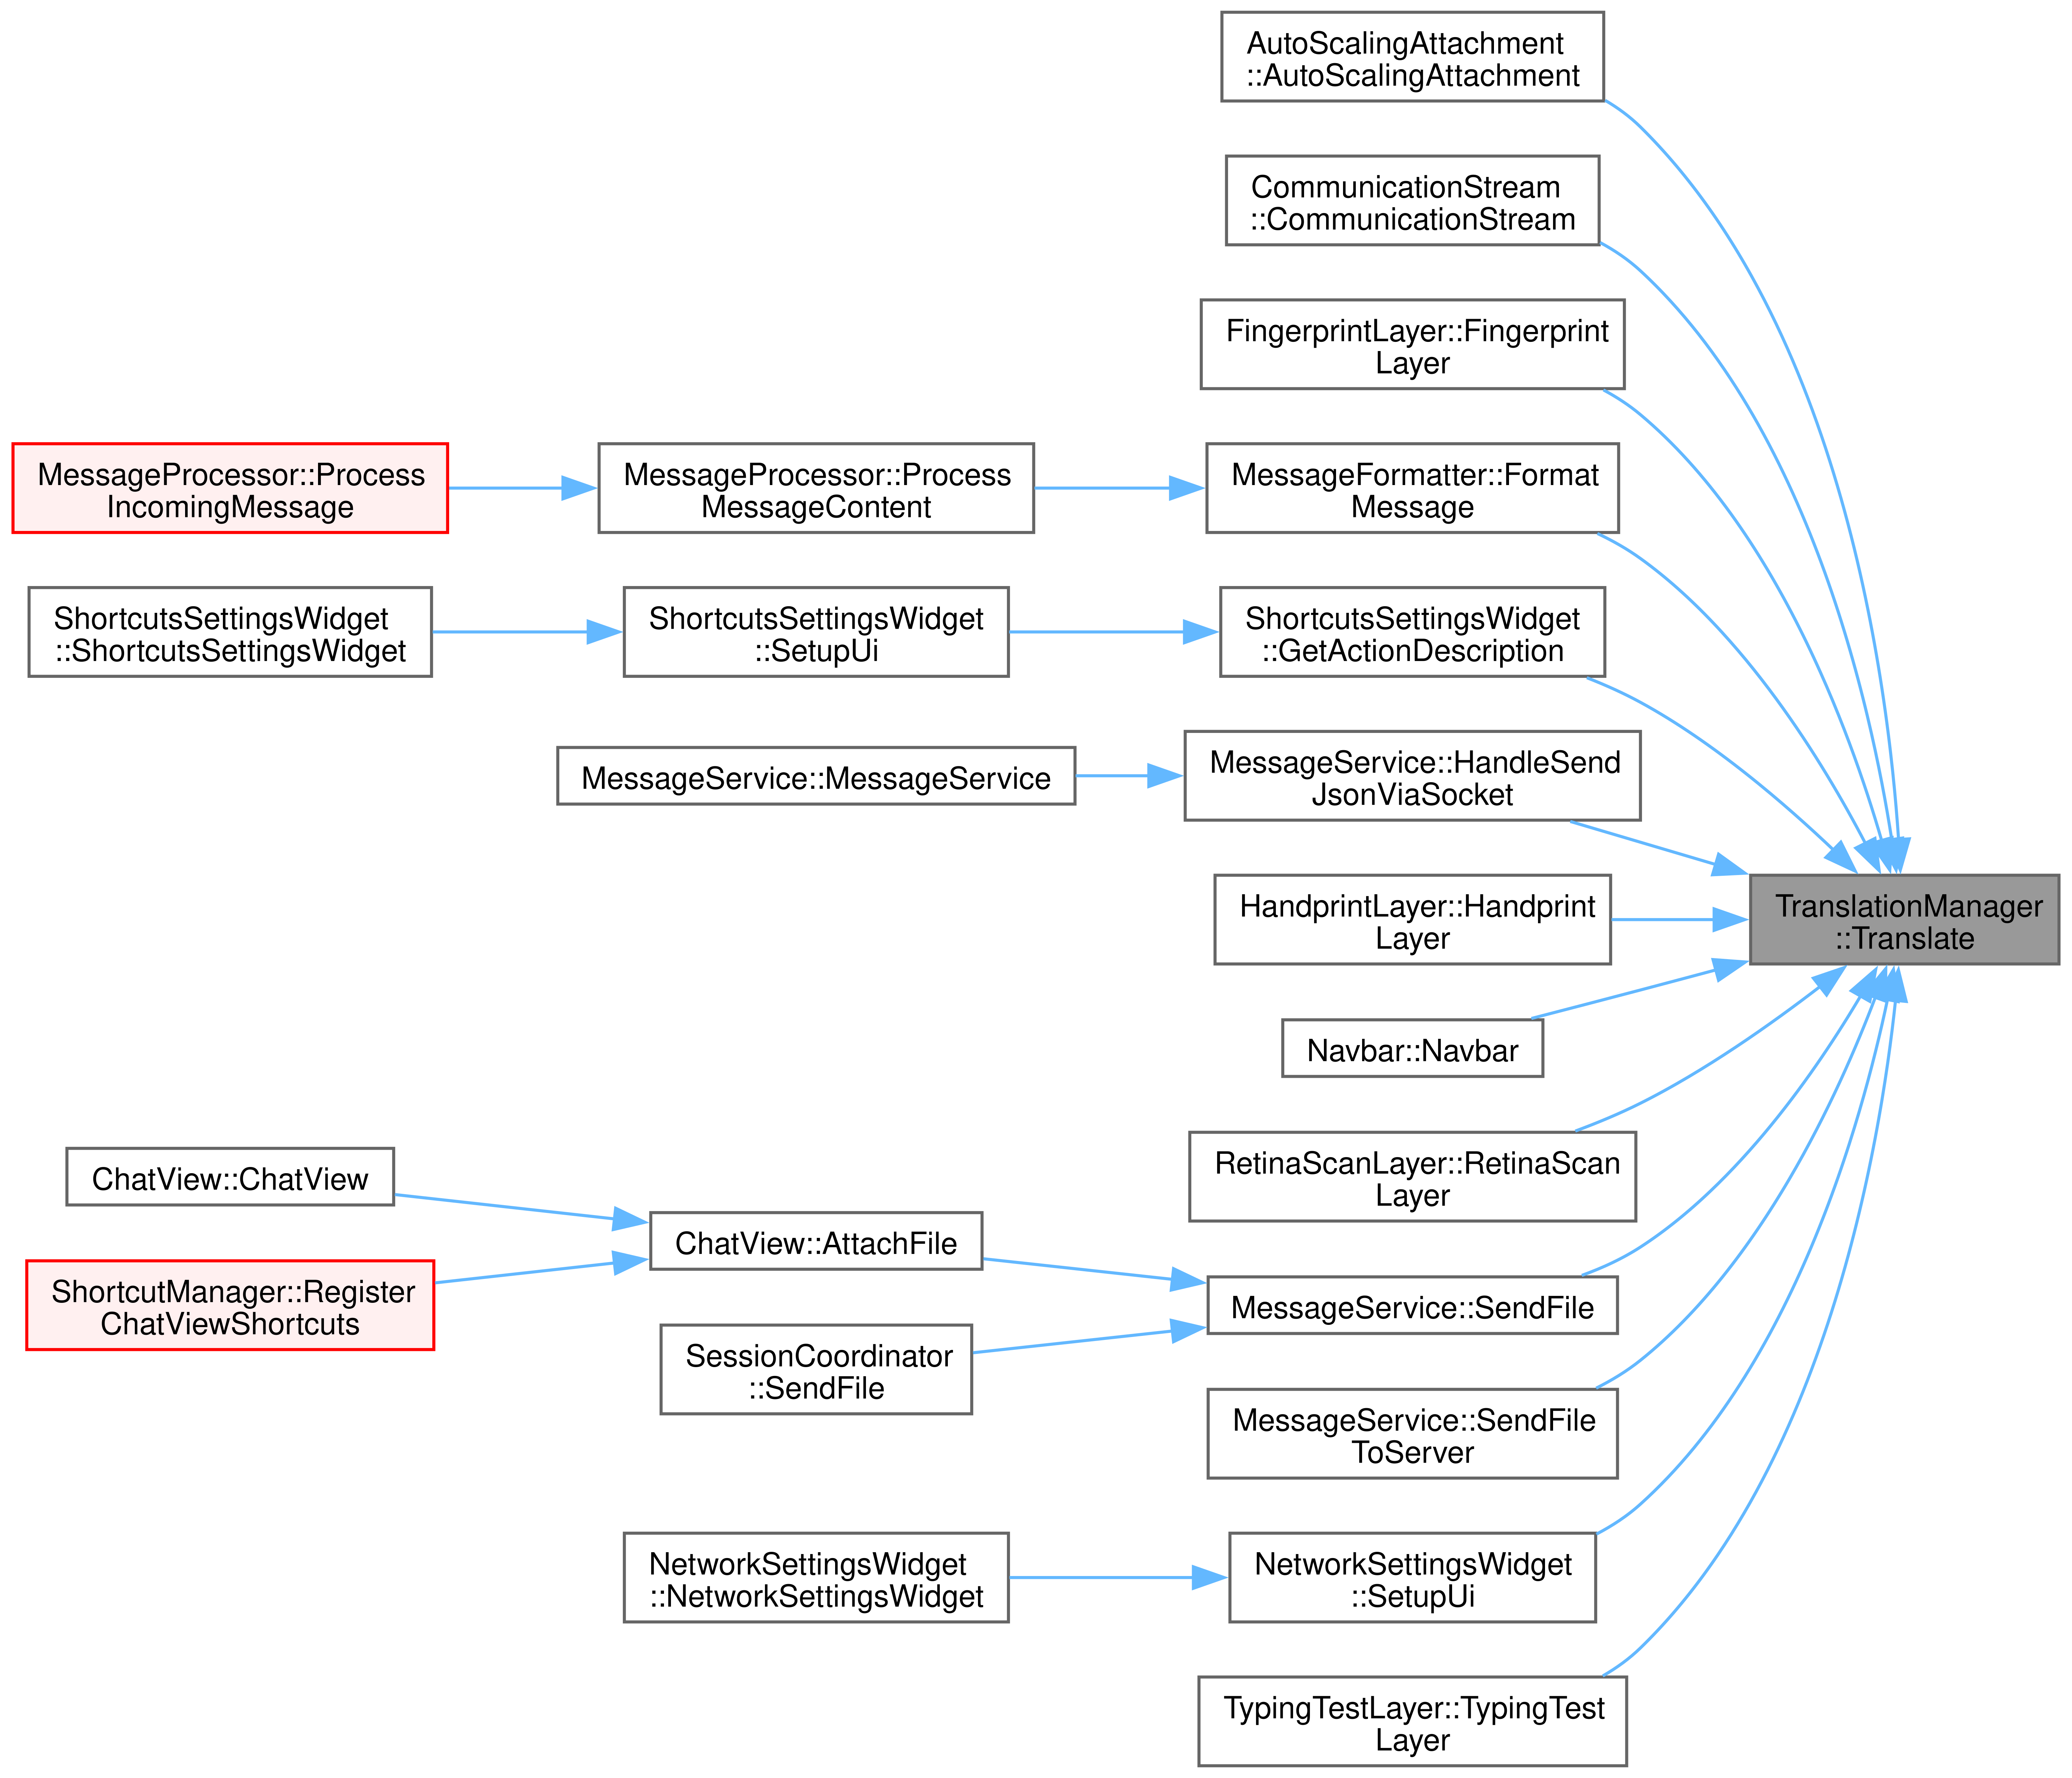 AutoScalingAttachment
::AutoScalingAttachment
CommunicationStream
::CommunicationStream
FingerprintLayer::Fingerprint
Layer
MessageProcessor::Process
IncomingMessage
MessageProcessor::Process
MessageContent
MessageFormatter::Format
Message
ShortcutsSettingsWidget
::ShortcutsSettingsWidget
ShortcutsSettingsWidget
::SetupUi
ShortcutsSettingsWidget
::GetActionDescription
MessageService::MessageService
MessageService::HandleSend
JsonViaSocket
HandprintLayer::Handprint
Layer
TranslationManager
::Translate
Navbar::Navbar
RetinaScanLayer::RetinaScan
Layer
ChatView::ChatView
ShortcutManager::Register
ChatViewShortcuts
ChatView::AttachFile
SessionCoordinator
::SendFile
MessageService::SendFile
MessageService::SendFile
ToServer
NetworkSettingsWidget
::NetworkSettingsWidget
NetworkSettingsWidget
::SetupUi
TypingTestLayer::TypingTest
Layer